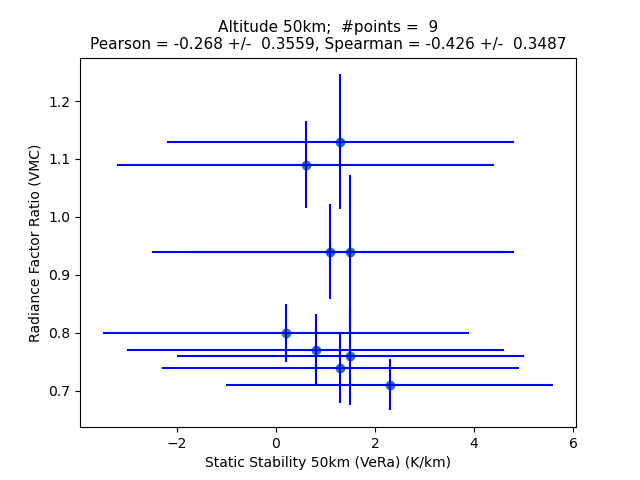 Altitude 50km;  #points =  9
Pearson = -0.268 +/-  0.3559, Spearman = -0.426 +/-  0.3487
1.2
1.1
1.0
0.9
0.8
0.7
Radiance Factor Ratio (VMC)
−2
0
2
4
6
Static Stability 50km (VeRa) (K/km)